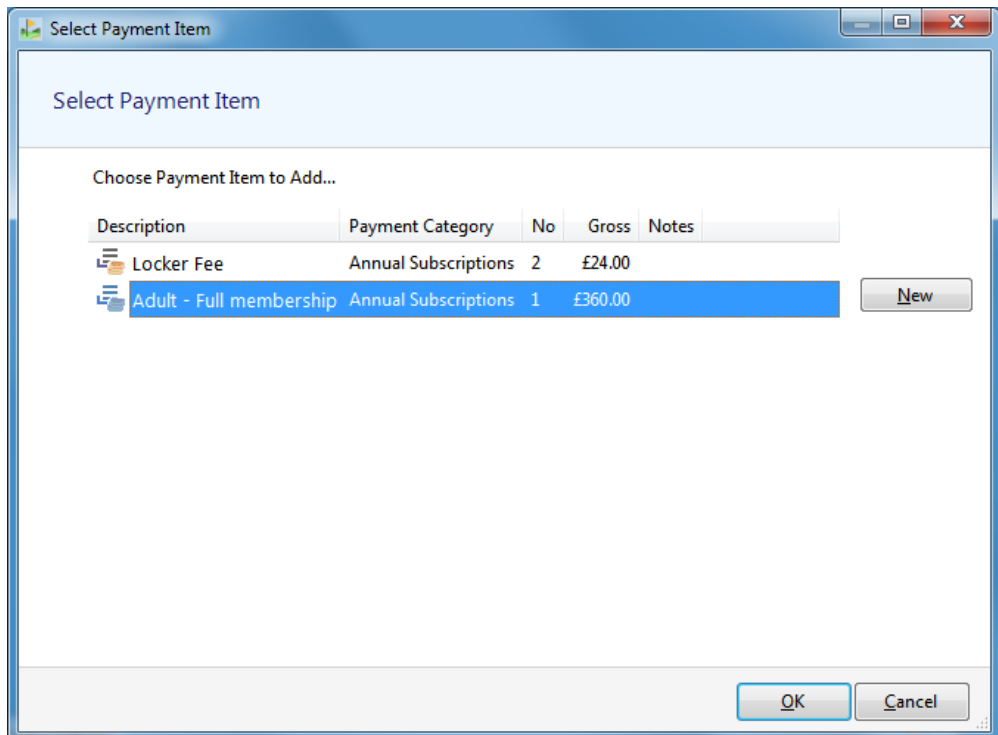 Select Payment Item
Select Payment Item
Choose Payment Item to Add...
Description Payment Category No Gross Notes
Locker Fee Annual Subscriptions 2 £24.00
Adult - Full membership Annual Subscriptions 1 £360.00
New
OK Cancel